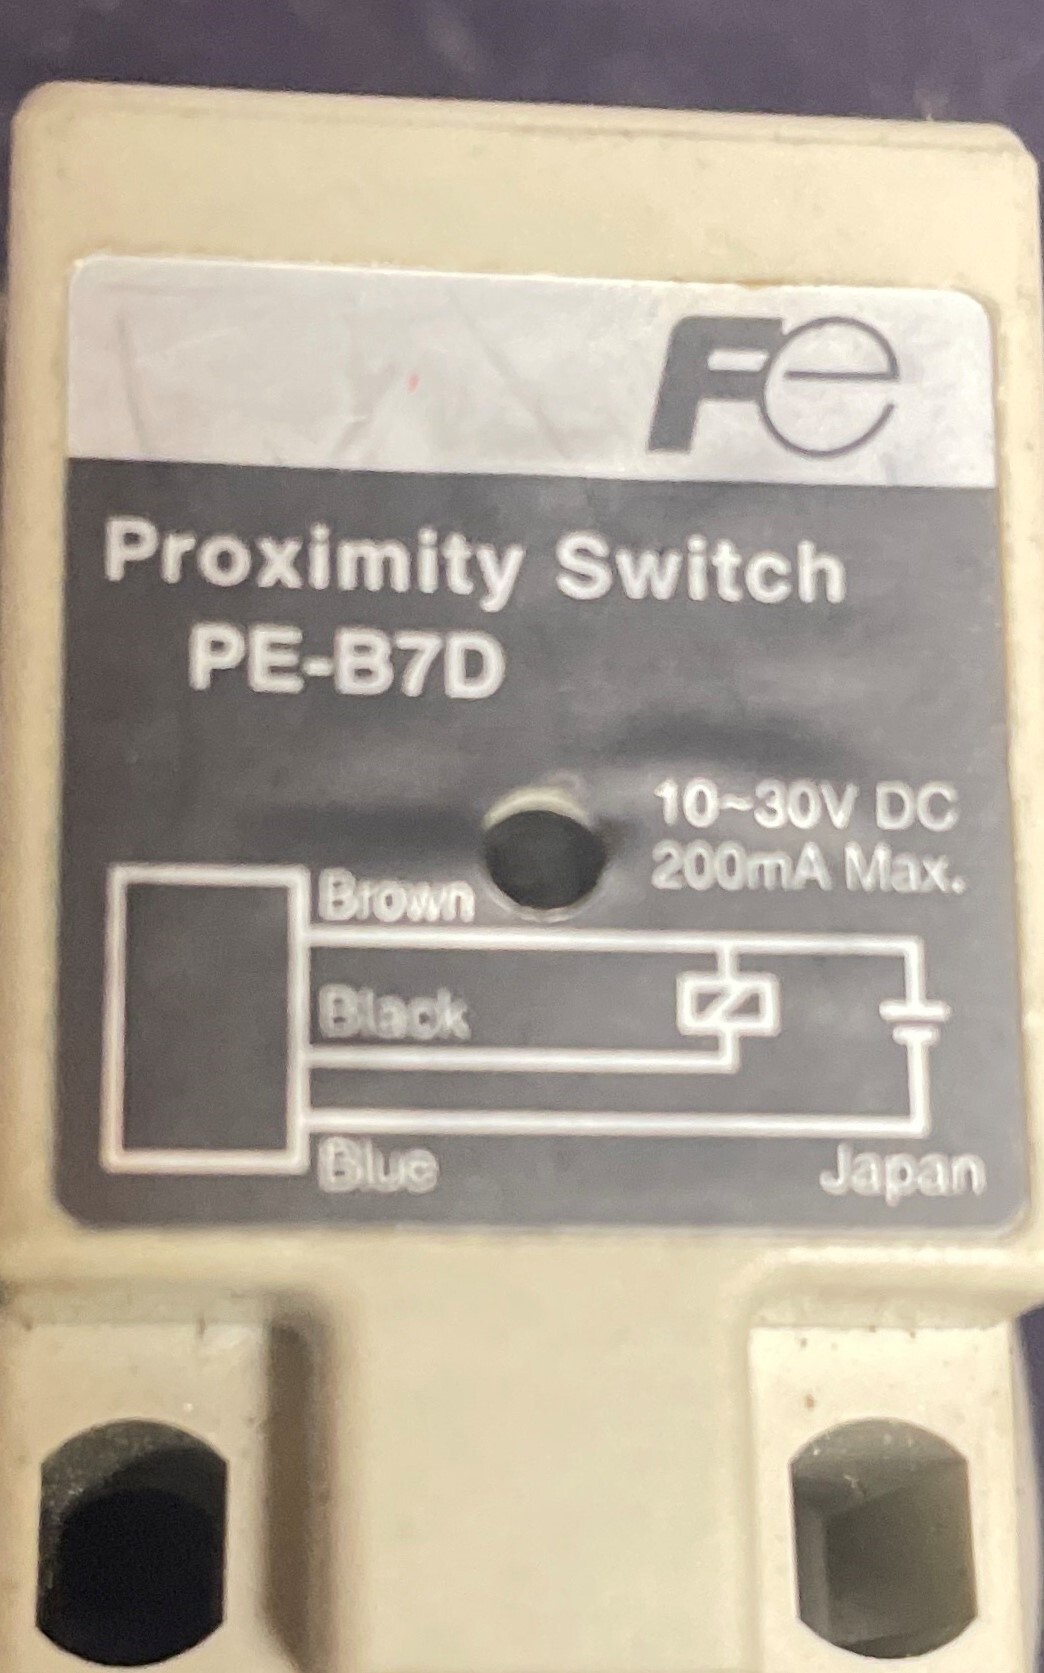 Fe
Proximity Switch
PE-B7D
10~30V DC
200mA Max.
Brown
Black
Blue
Japan